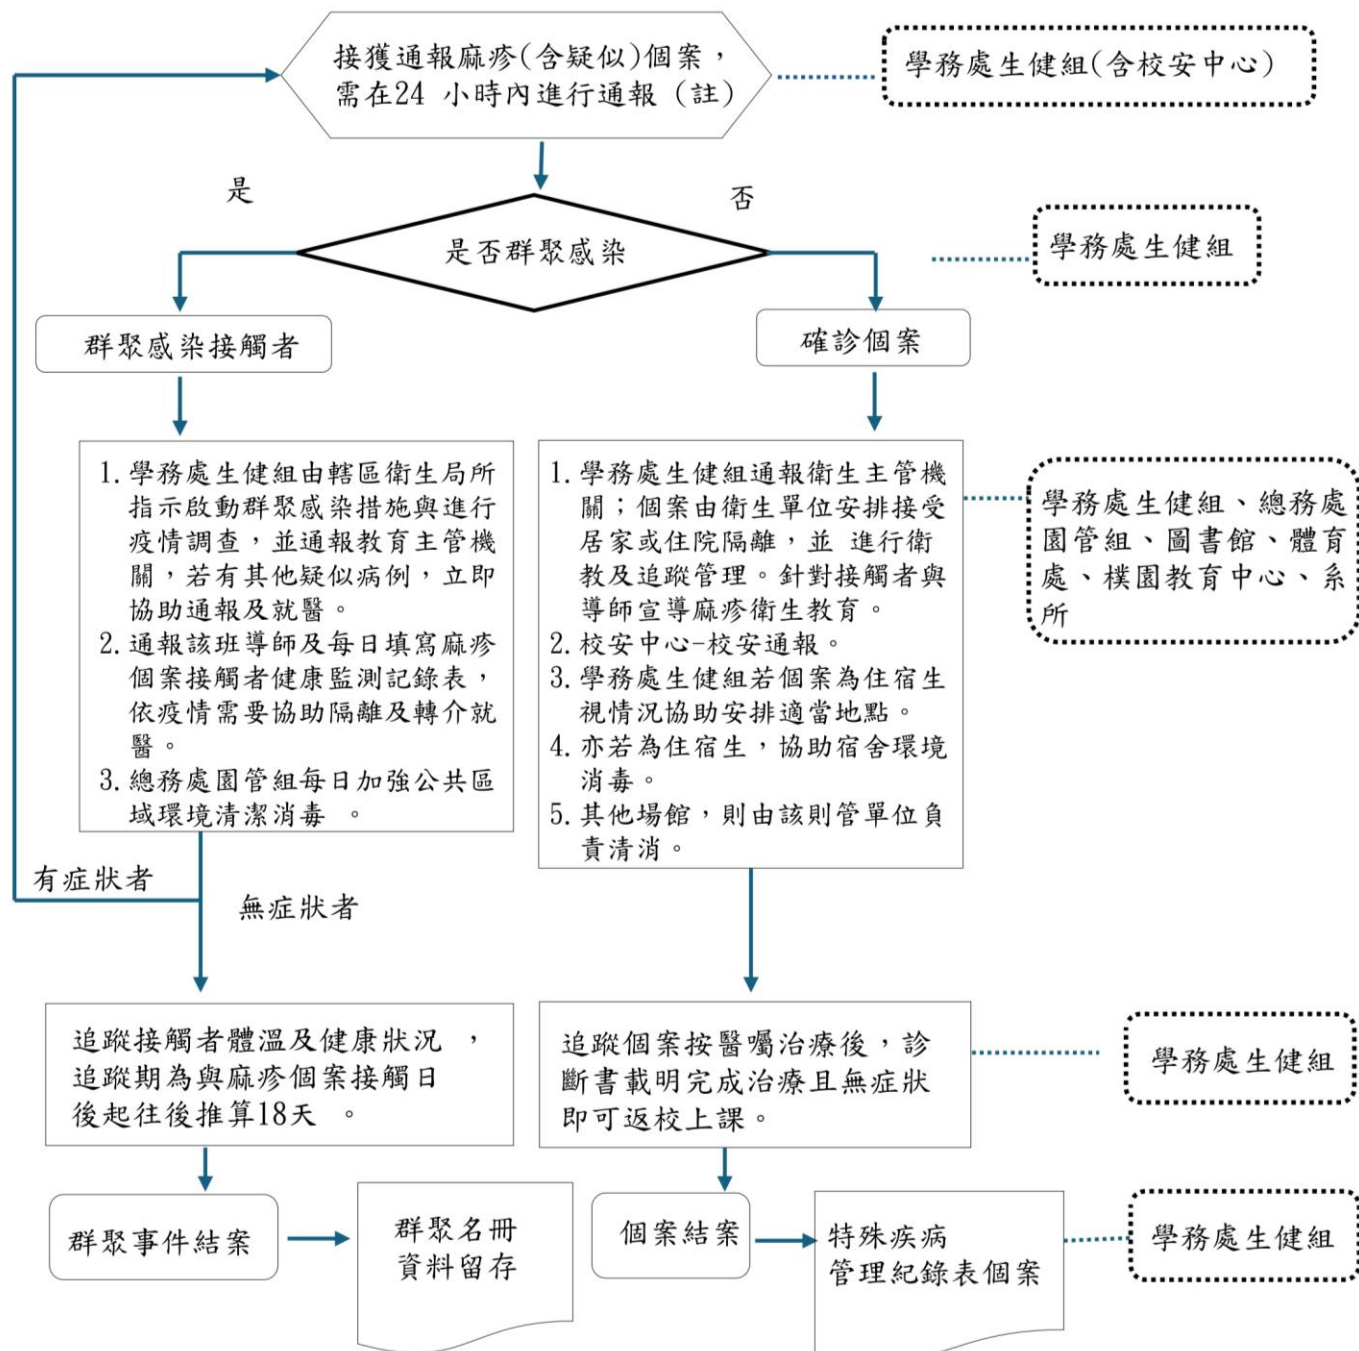 接獲通報麻疹(含疑似)個案，
需在24 小時內進行通報 (註)
學務處生健組(含校安中心)
是
否
是否群聚感染
學務處生健組
群聚感染接觸者
確診個案
1. 學務處生健組由轄區衛生局所
指示啟動群聚感染措施與進行
疫情調查，並通報教育主管機
關，若有其他疑似病例，立即
協助通報及就醫。
2. 通報該班導師及每日填寫麻疹
個案接觸者健康監測記錄表，
依疫情需要協助隔離及轉介就
醫。
3. 總務處園管組每日加強公共區
域環境清潔消毒 。
1. 學務處生健組通報衛生主管機
關；個案由衛生單位安排接受
居家或住院隔離，並 進行衛
教及追蹤管理。針對接觸者與
導師宣導麻疹衛生教育。
2. 校安中心-校安通報。
3. 學務處生健組若個案為住宿生
視情況協助安排適當地點。
4. 亦若為住宿生，協助宿舍環境
消毒。
5. 其他場館，則由該則管單位負
責清消。
學務處生健組、總務處
園管組、圖書館、體育
處、樸園教育中心、系
所
有症狀者
無症狀者
追蹤接觸者體溫及健康狀況 ，
追蹤期為與麻疹個案接觸日
後起往後推算18天 。
追蹤個案按醫囑治療後，診
斷書載明完成治療且無症狀
即可返校上課。
學務處生健組
群聚事件結案
群聚名冊
資料留存
個案結案
特殊疾病
管理紀錄表個案
學務處生健組